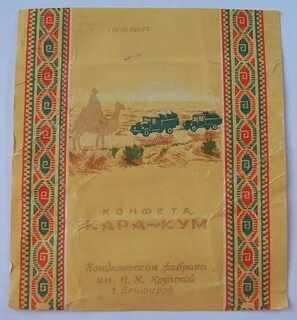 КОНФЕТА
КАРА-КУМ
Кондитерская фабрика
им. Н. К. Крупской
г. Ленинград